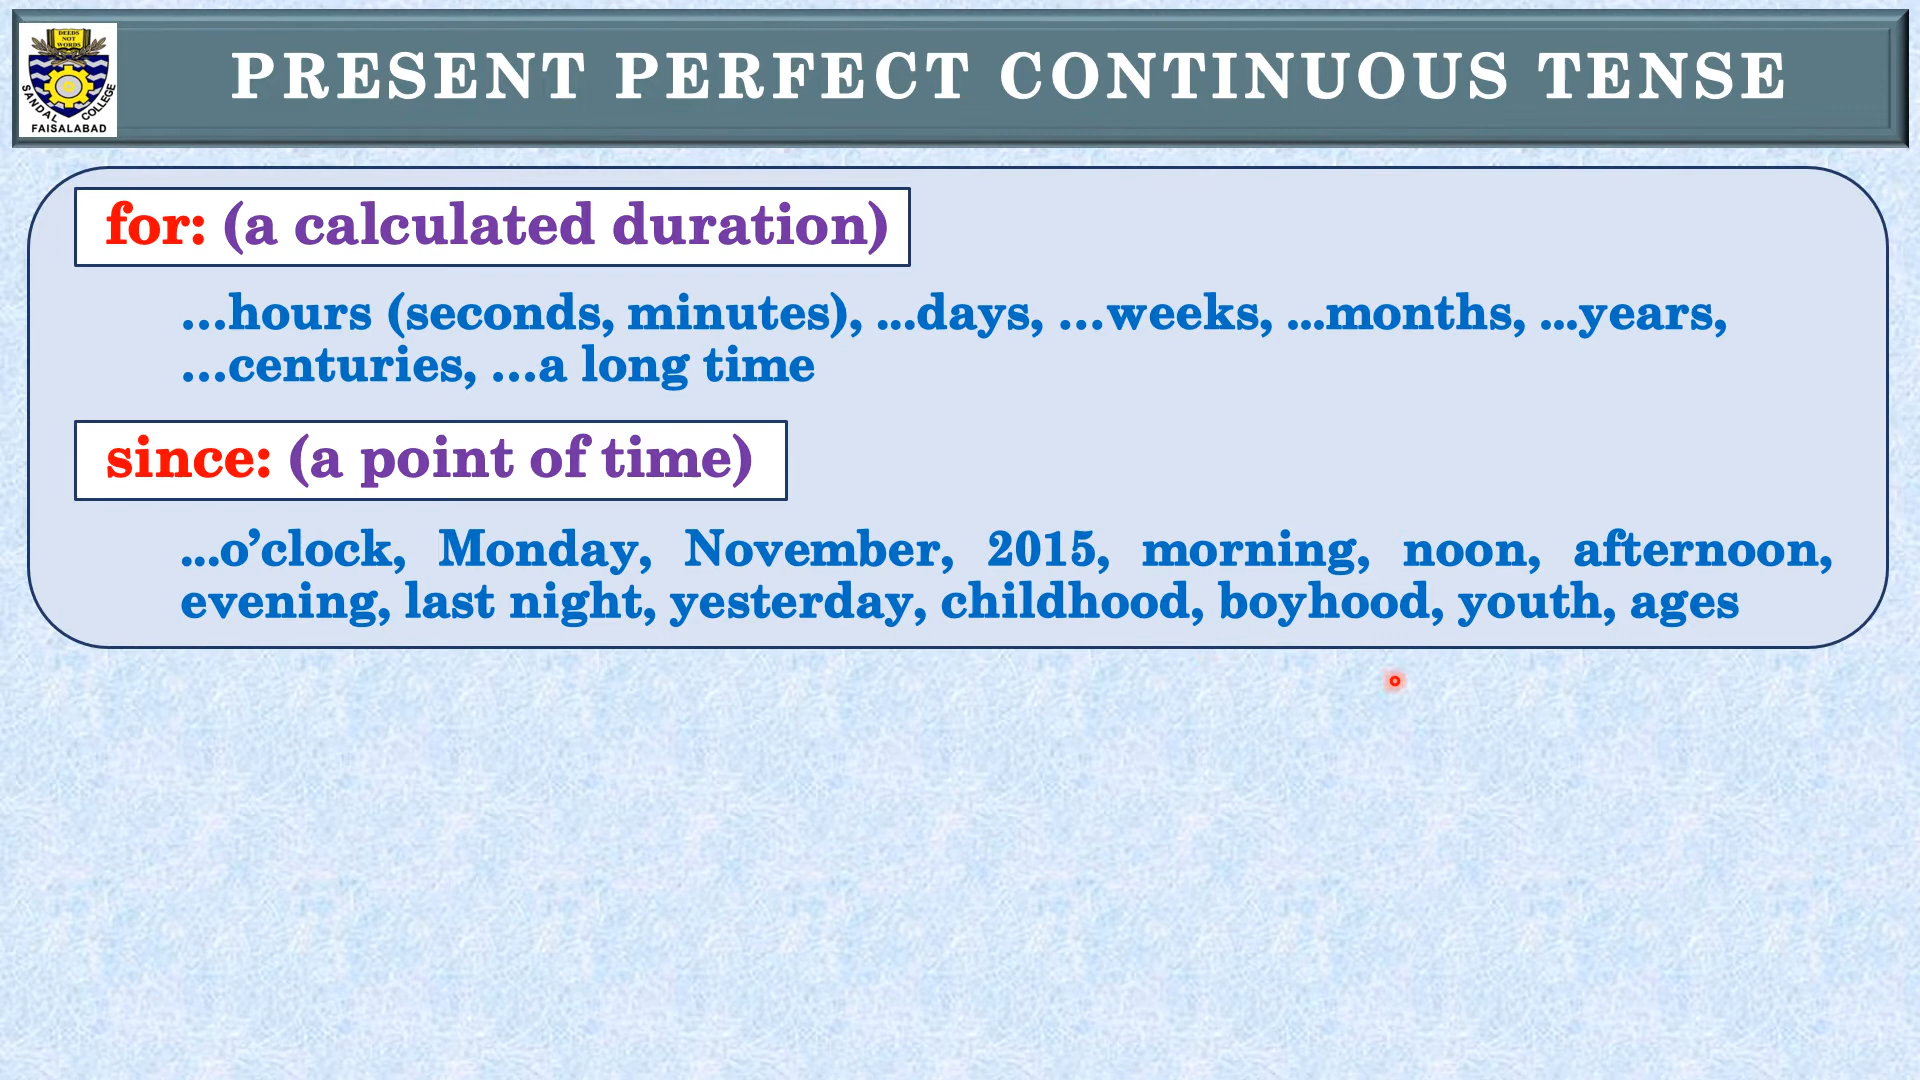 DEEDS
NOT
WORDS
SANDAL COLLEGE
FAISALABAD
PRESENT PERFECT CONTINUOUS TENSE
for: (a calculated duration)
...hours (seconds, minutes), ...days, ...weeks, ...months, ...years,
...centuries, ...a long time
since: (a point of time)
...o’clock, Monday, November, 2015, morning, noon, afternoon,
evening, last night, yesterday, childhood, boyhood, youth, ages